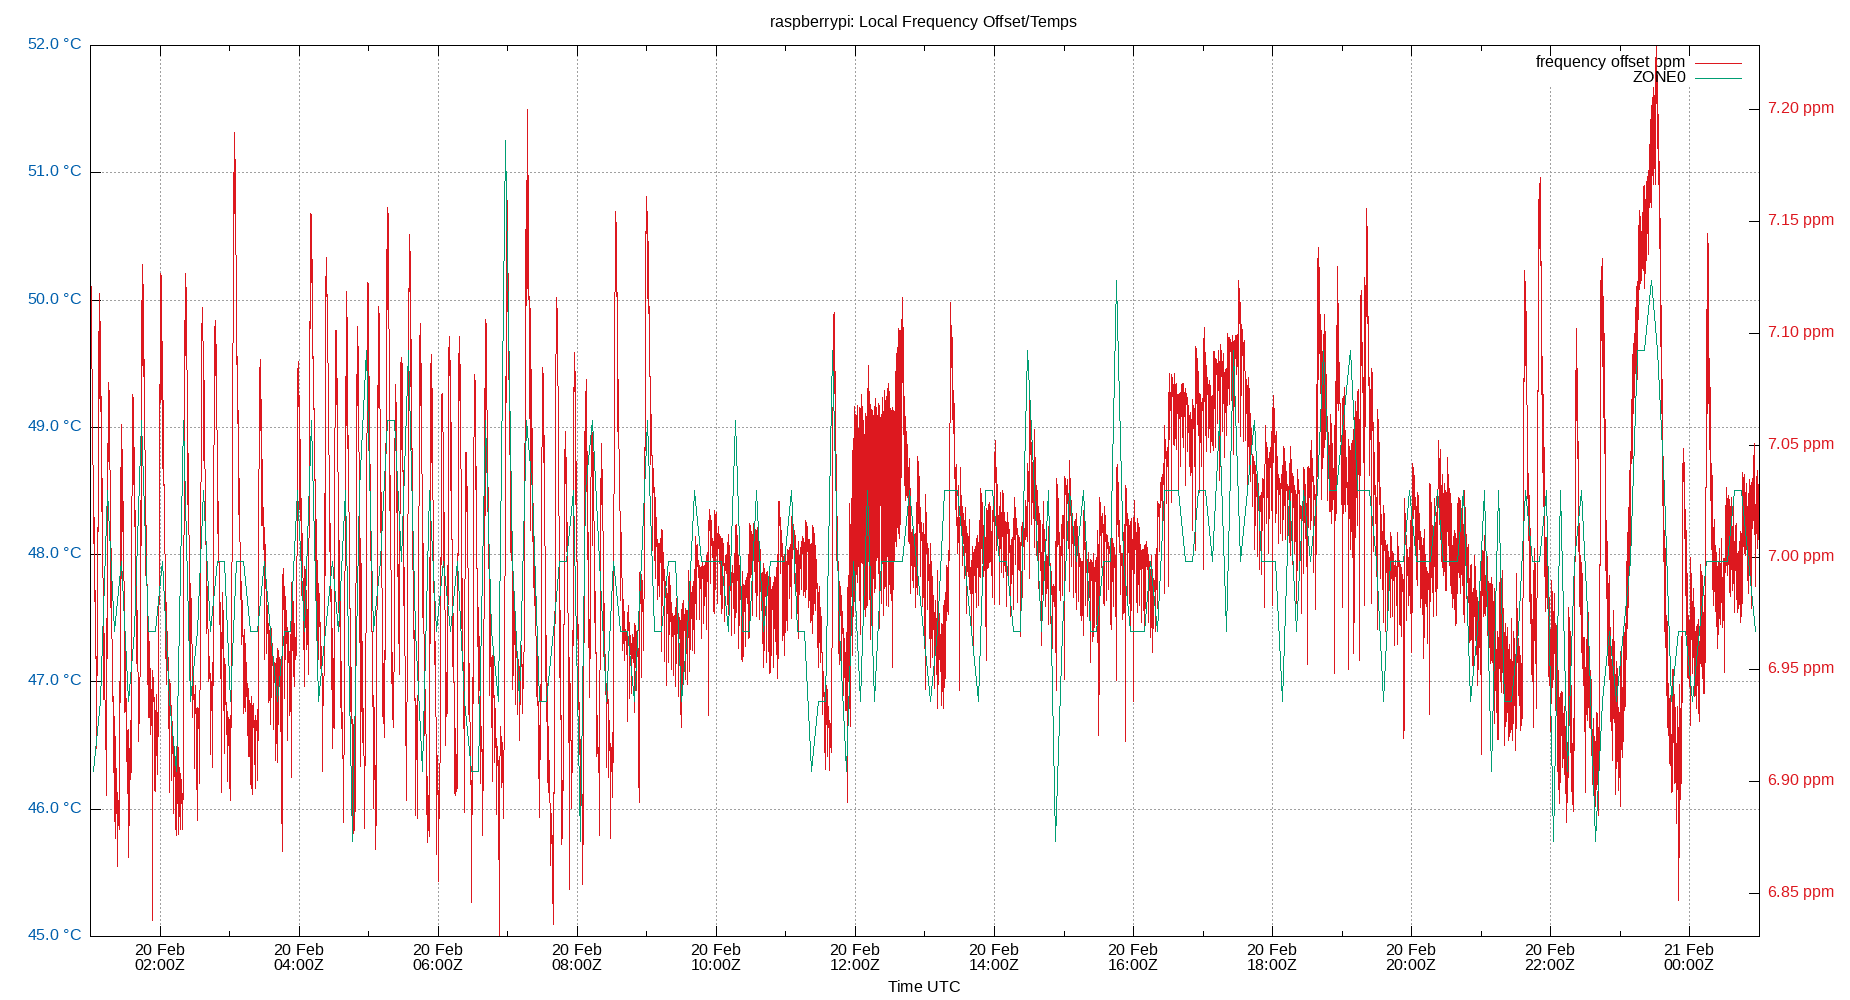 raspberrypi: Local Frequency Offset/Temps
52.0 °C
51.0 °C
50.0 °C
49.0 °C
48.0 °C
47.0 °C
46.0 °C
45.0 °C
frequency offset ppm
ZONE0
7.20 ppm
7.15 ppm
7.10 ppm
7.05 ppm
7.00 ppm
6.95 ppm
6.90 ppm
6.85 ppm
20 Feb 20 Feb 20 Feb 20 Feb 20 Feb 20 Feb 20 Feb 20 Feb 20 Feb 20 Feb 20 Feb 21 Feb
02:00Z 04:00Z 06:00Z 08:00Z 10:00Z 12:00Z 14:00Z 16:00Z 18:00Z 20:00Z 22:00Z 00:00Z
Time UTC